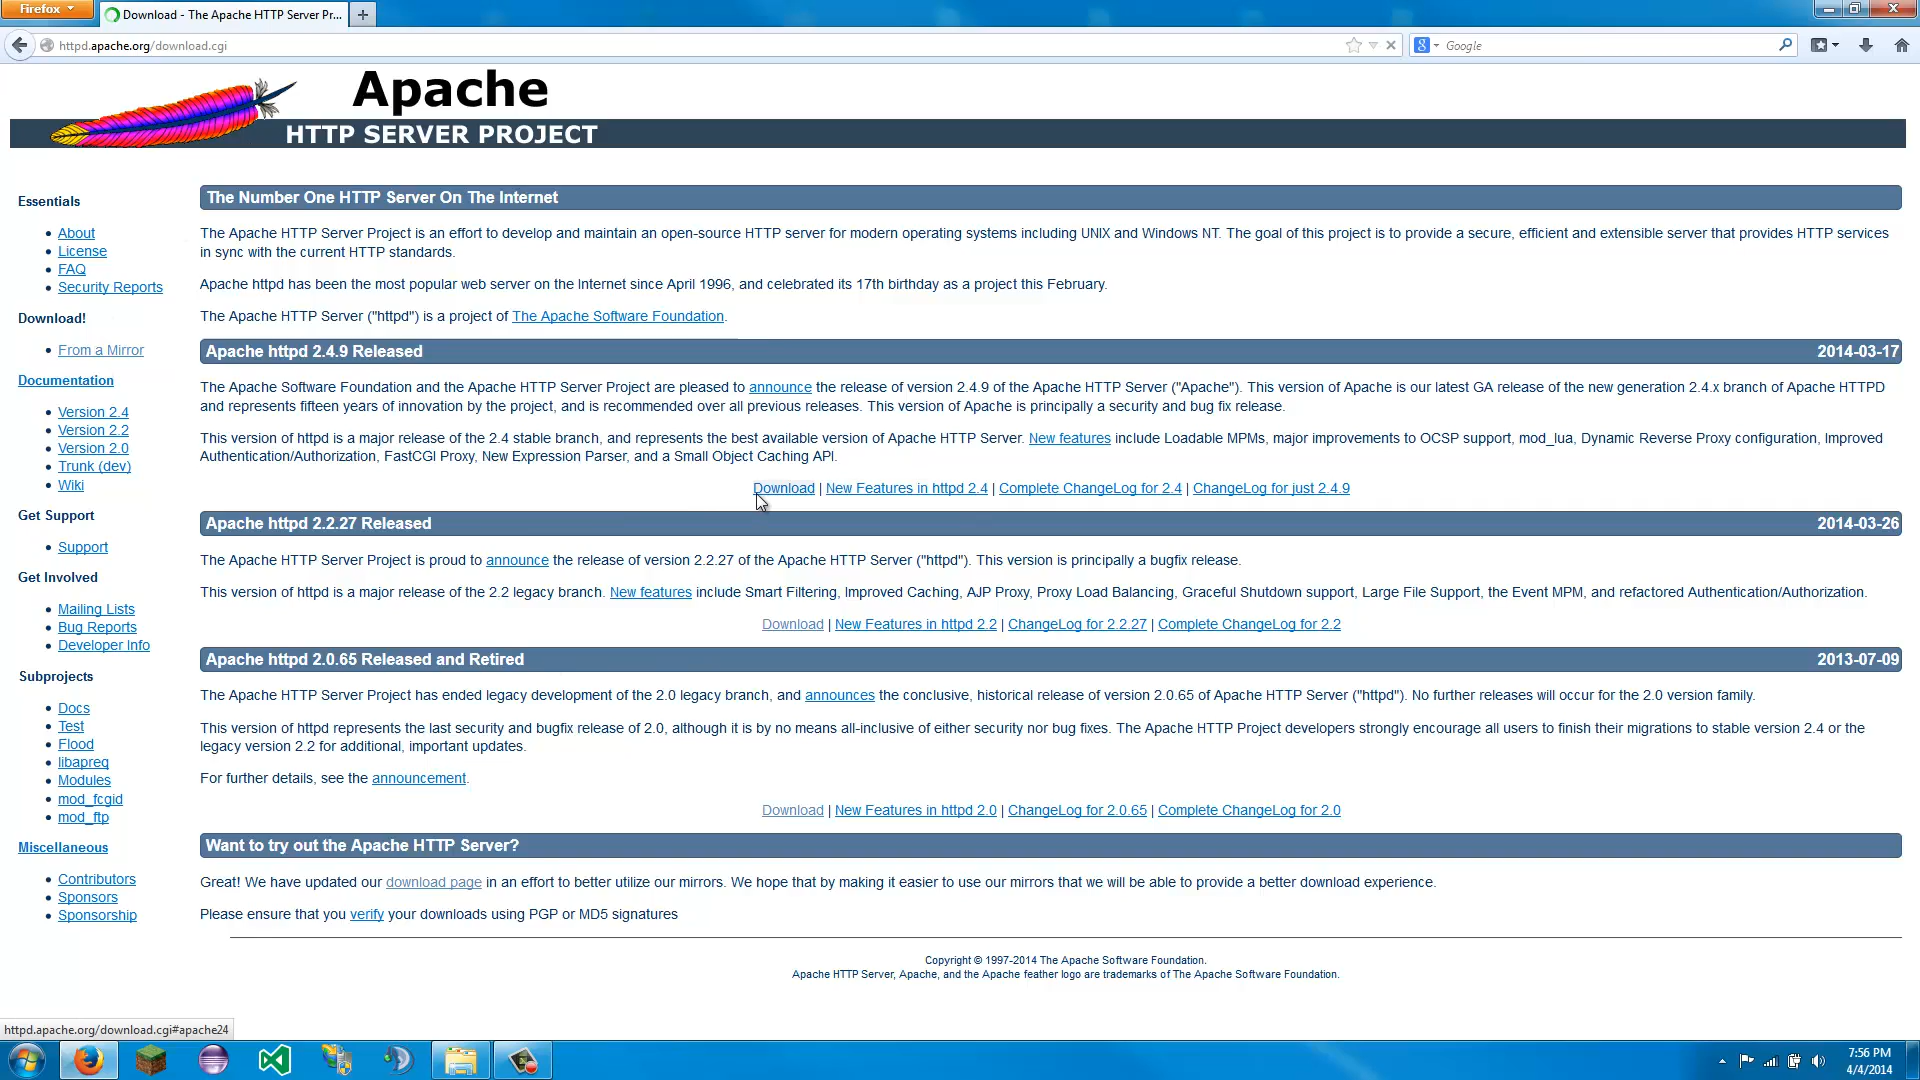 Firefox
Download - The Apache HTTP Server Pr...
httpd.apache.org/download.cgi
Google
Apache
HTTP SERVER PROJECT
Essentials
About
License
FAQ
Security Reports
Download!
From a Mirror
Documentation
Version 2.4
Version 2.2
Version 2.0
Trunk (dev)
Wiki
Get Support
Support
Get Involved
Mailing Lists
Bug Reports
Developer Info
Subprojects
Docs
Test
Flood
libapreq
Modules
mod_fcgid
mod_ftp
Miscellaneous
Contributors
Sponsors
Sponsorship
The Number One HTTP Server On The Internet
The Apache HTTP Server Project is an effort to develop and maintain an open-source HTTP server for modern operating systems including UNIX and Windows NT. The goal of this project is to provide a secure, efficient and extensible server that provides HTTP services
in sync with the current HTTP standards.
Apache httpd has been the most popular web server on the Internet since April 1996, and celebrated its 17th birthday as a project this February.
The Apache HTTP Server ("httpd") is a project of The Apache Software Foundation.
Apache httpd 2.4.9 Released 2014-03-17
The Apache Software Foundation and the Apache HTTP Server Project are pleased to announce the release of version 2.4.9 of the Apache HTTP Server ("Apache"). This version of Apache is our latest GA release of the new generation 2.4.x branch of Apache HTTPD
and represents fifteen years of innovation by the project, and is recommended over all previous releases. This version of Apache is principally a security and bug fix release.
This version of httpd is a major release of the 2.4 stable branch, and represents the best available version of Apache HTTP Server. New features include Loadable MPMs, major improvements to OCSP support, mod_lua, Dynamic Reverse Proxy configuration, Improved
Authentication/Authorization, FastCGI Proxy, New Expression Parser, and a Small Object Caching API.
Download | New Features in httpd 2.4 | Complete ChangeLog for 2.4 | ChangeLog for just 2.4.9
Apache httpd 2.2.27 Released 2014-03-26
The Apache HTTP Server Project is proud to announce the release of version 2.2.27 of the Apache HTTP Server ("httpd"). This version is principally a bugfix release.
This version of httpd is a major release of the 2.2 legacy branch. New features include Smart Filtering, Improved Caching, AJP Proxy, Proxy Load Balancing, Graceful Shutdown support, Large File Support, the Event MPM, and refactored Authentication/Authorization.
Download | New Features in httpd 2.2 | ChangeLog for 2.2.27 | Complete ChangeLog for 2.2
Apache httpd 2.0.65 Released and Retired 2013-07-09
The Apache HTTP Server Project has ended legacy development of the 2.0 legacy branch, and announces the conclusive, historical release of version 2.0.65 of Apache HTTP Server ("httpd"). No further releases will occur for the 2.0 version family.
This version of httpd represents the last security and bugfix release of 2.0, although it is by no means all-inclusive of either security nor bug fixes. The Apache HTTP Project developers strongly encourage all users to finish their migrations to stable version 2.4 or the
legacy version 2.2 for additional, important updates.
For further details, see the announcement.
Download | New Features in httpd 2.0 | ChangeLog for 2.0.65 | Complete ChangeLog for 2.0
Want to try out the Apache HTTP Server?
Great! We have updated our download page in an effort to better utilize our mirrors. We hope that by making it easier to use our mirrors that we will be able to provide a better download experience.
Please ensure that you verify your downloads using PGP or MD5 signatures
Copyright © 1997-2014 The Apache Software Foundation.
Apache HTTP Server, Apache, and the Apache feather logo are trademarks of The Apache Software Foundation.
httpd.apache.org/download.cgi#apache24
7:56 PM
4/4/2014